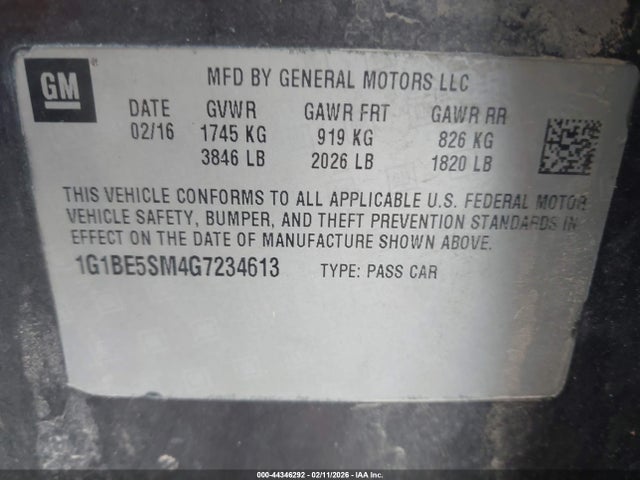 GM ®
MFD BY GENERAL MOTORS LLC
DATE GVWR GAWR FRT GAWR RR
02/16 1745 KG 919 KG 826 KG
3846 LB 2026 LB 1820 LB
THIS VEHICLE CONFORMS TO ALL APPLICABLE U.S. FEDERAL MOTOR
VEHICLE SAFETY, BUMPER, AND THEFT PREVENTION STANDARDS IN
EFFECT ON THE DATE OF MANUFACTURE SHOWN ABOVE.
1G1BE5SM4G7234613 TYPE: PASS CAR
000-44346292 - 02/11/2026 - IAA Inc.